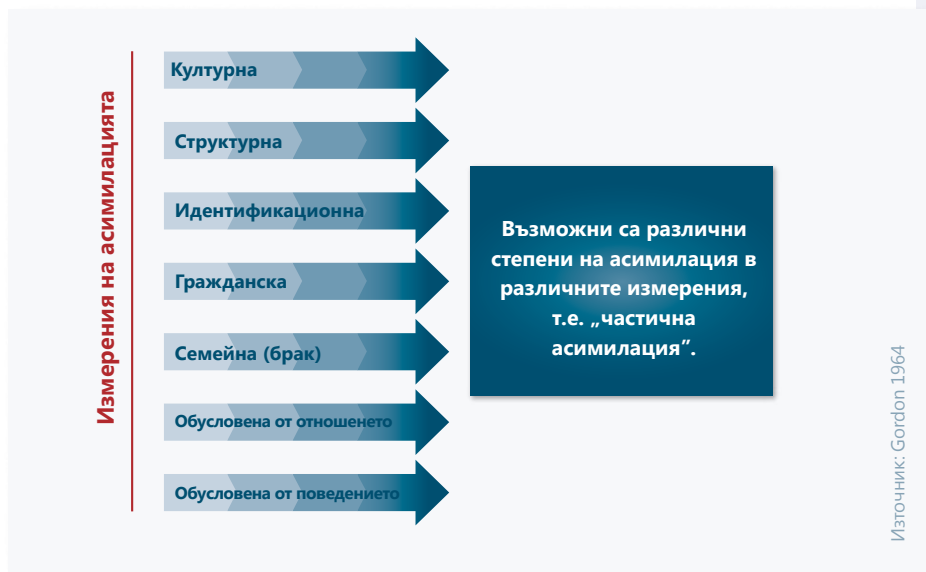 Измерения на асимилацията
Културна
Структурна
Идентификационна
Гражданска
Семейна (брак)
Обусловена от отношенето
Обусловена от поведението
Възможни са различни
степени на асимилация в
различните измерения,
т.е. „частична
асимилация”.
Източник: Gordon 1964